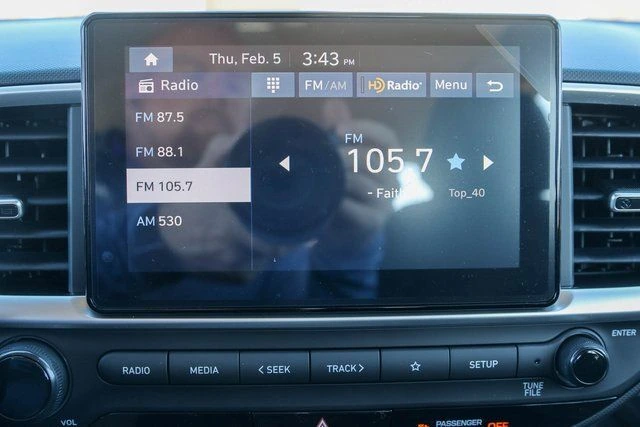 Thu, Feb. 5 3:43 PM
Radio FM/AM HD Radio Menu
FM 87.5
FM 88.1
FM 105.7
AM 530
FM
105.7
- Faith
Top_40
RADIO MEDIA < SEEK TRACK > SETUP
ENTER
TUNE
FILE
VOL
PASSENGER OFF